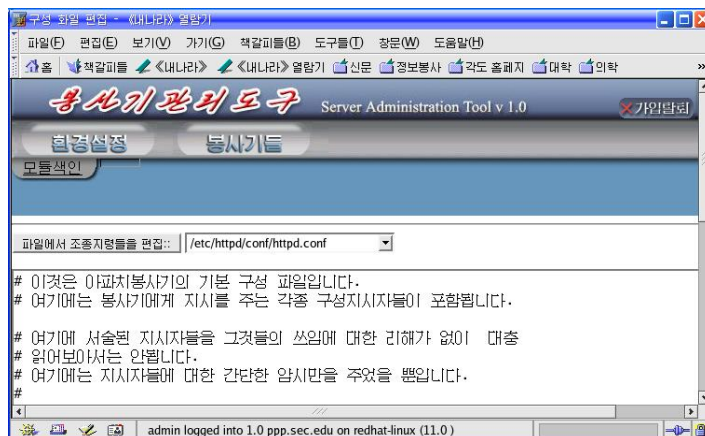 구성 화일 편집 - 《내나라》 열람기
파일(F) 편집(E) 보기(V) 가기(G) 책갈피들(B) 도구들(T) 창문(W) 도움말(H)
홈 책갈피들 《내나라》 《내나라》 열람기 신문 정보봉사 각도 홈페지 대학 의학 »
봉사기관리도구 Server Administration Tool v 1.0 가입탈퇴
환경설정 봉사기들
모듈색인
파일에서 조종지령들을 편집:: /etc/httpd/conf/httpd.conf
# 이것은 아파치봉사기의 기본 구성 파일입니다.
# 여기에는 봉사기에게 지시를 주는 각종 구성지시자들이 포함됩니다.
# 여기에 서술된 지시자들을 그것들의 쓰임에 대한 리해가 없이 대충
# 읽어보아서는 안됩니다.
# 여기에는 지시자들에 대한 간단한 암시만을 주었을 뿐입니다.
#
admin logged into 1.0 ppp.sec.edu on redhat-linux (11.0 )